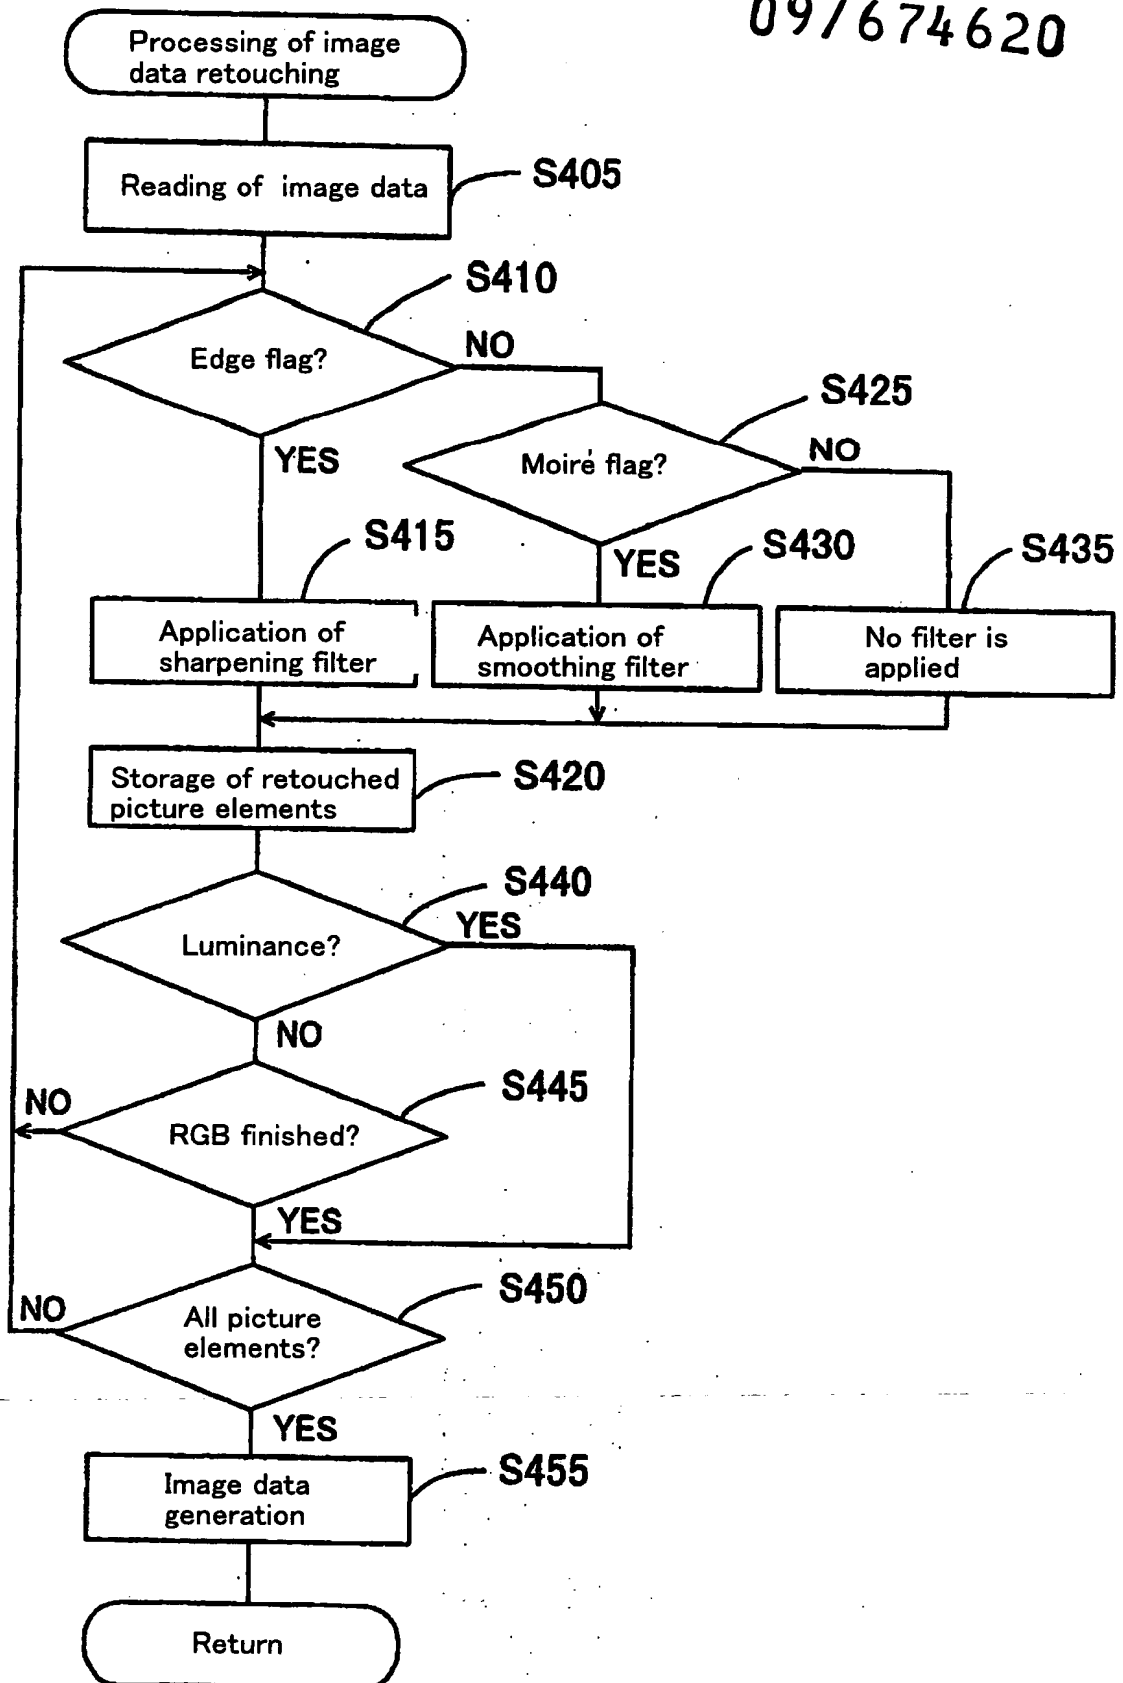 09/674620
Processing of image
data retouching
Reading of image data
S405
S410
Edge flag?
NO
S425
YES
Moiré flag?
NO
S415
YES
S430
S435
Application of
sharpening filter
Application of
smoothing filter
No filter is
applied
Storage of retouched
picture elements
S420
S440
Luminance?
YES
NO
S445
NO
RGB finished?
YES
S450
NO
All picture
elements?
YES
S455
Image data
generation
Return